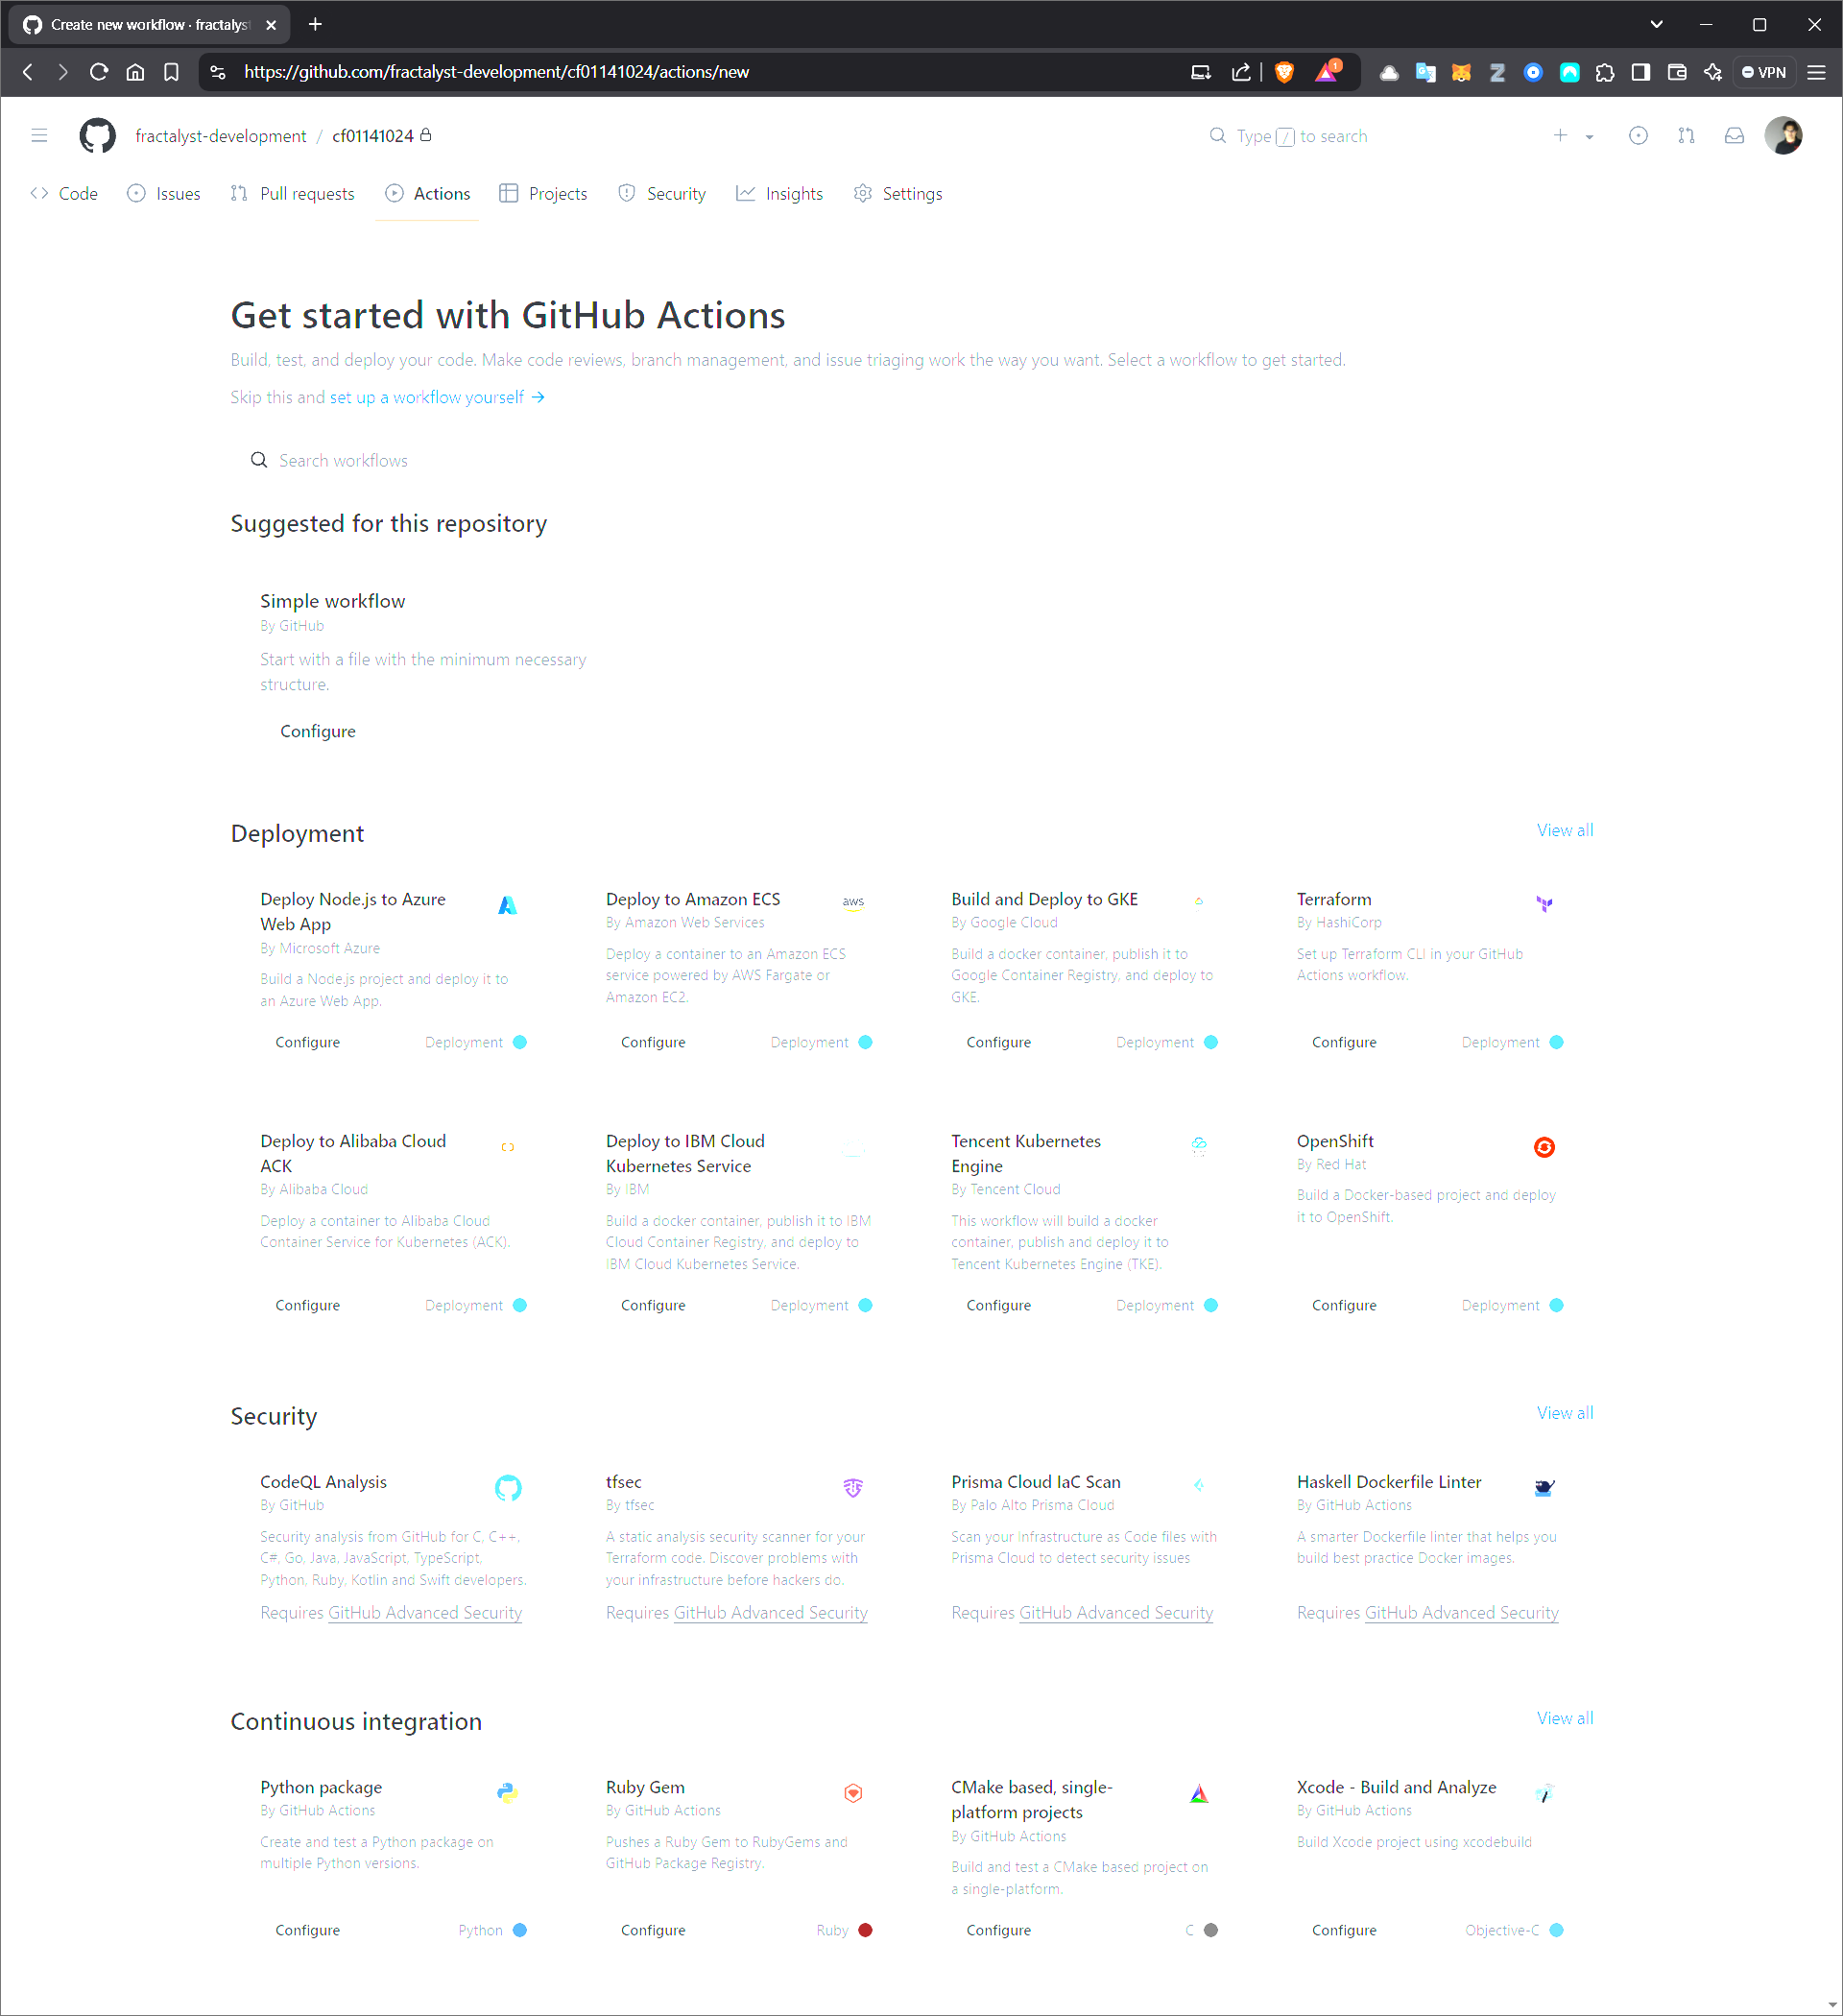 Create new workflow · fractalyst
https://github.com/fractalyst-development/cf01141024/actions/new
1
VPN
fractalyst-development / cf01141024
Type / to search
Code
Issues
Pull requests
Actions
Projects
Security
Insights
Settings
Get started with GitHub Actions
Build, test, and deploy your code. Make code reviews, branch management, and issue triaging work the way you want. Select a workflow to get started.
Skip this and set up a workflow yourself →
Search workflows
Suggested for this repository
Simple workflow
By GitHub
Start with a file with the minimum necessary
structure.
Configure
Deployment
View all
Deploy Node.js to Azure
Web App
By Microsoft Azure
Build a Node.js project and deploy it to
an Azure Web App.
Configure
Deployment
Deploy to Amazon ECS
aws
By Amazon Web Services
Deploy a container to an Amazon ECS
service powered by AWS Fargate or
Amazon EC2.
Configure
Deployment
Build and Deploy to GKE
By Google Cloud
Build a docker container, publish it to
Google Container Registry, and deploy to
GKE.
Configure
Deployment
Terraform
By HashiCorp
Set up Terraform CLI in your GitHub
Actions workflow.
Configure
Deployment
Deploy to Alibaba Cloud
ACK
By Alibaba Cloud
Deploy a container to Alibaba Cloud
Container Service for Kubernetes (ACK).
Configure
Deployment
Deploy to IBM Cloud
Kubernetes Service
By IBM
Build a docker container, publish it to IBM
Cloud Container Registry, and deploy to
IBM Cloud Kubernetes Service.
Configure
Deployment
Tencent Kubernetes
Engine
By Tencent Cloud
This workflow will build a docker
container, publish and deploy it to
Tencent Kubernetes Engine (TKE).
Configure
Deployment
OpenShift
By Red Hat
Build a Docker-based project and deploy
it to OpenShift.
Configure
Deployment
Security
View all
CodeQL Analysis
By GitHub
Security analysis from GitHub for C, C++,
C#, Go, Java, JavaScript, TypeScript,
Python, Ruby, Kotlin and Swift developers.
Requires GitHub Advanced Security
tfsec
By tfsec
A static analysis security scanner for your
Terraform code. Discover problems with
your infrastructure before hackers do.
Requires GitHub Advanced Security
Prisma Cloud IaC Scan
By Palo Alto Prisma Cloud
Scan your Infrastructure as Code files with
Prisma Cloud to detect security issues
Requires GitHub Advanced Security
Haskell Dockerfile Linter
By GitHub Actions
A smarter Dockerfile linter that helps you
build best practice Docker images.
Requires GitHub Advanced Security
Continuous integration
View all
Python package
By GitHub Actions
Create and test a Python package on
multiple Python versions.
Configure
Python
Ruby Gem
By GitHub Actions
Pushes a Ruby Gem to RubyGems and
GitHub Package Registry.
Configure
Ruby
CMake based, single-
platform projects
By GitHub Actions
Build and test a CMake based project on
a single-platform.
Configure
C
Xcode - Build and Analyze
By GitHub Actions
Build Xcode project using xcodebuild
Configure
Objective-C